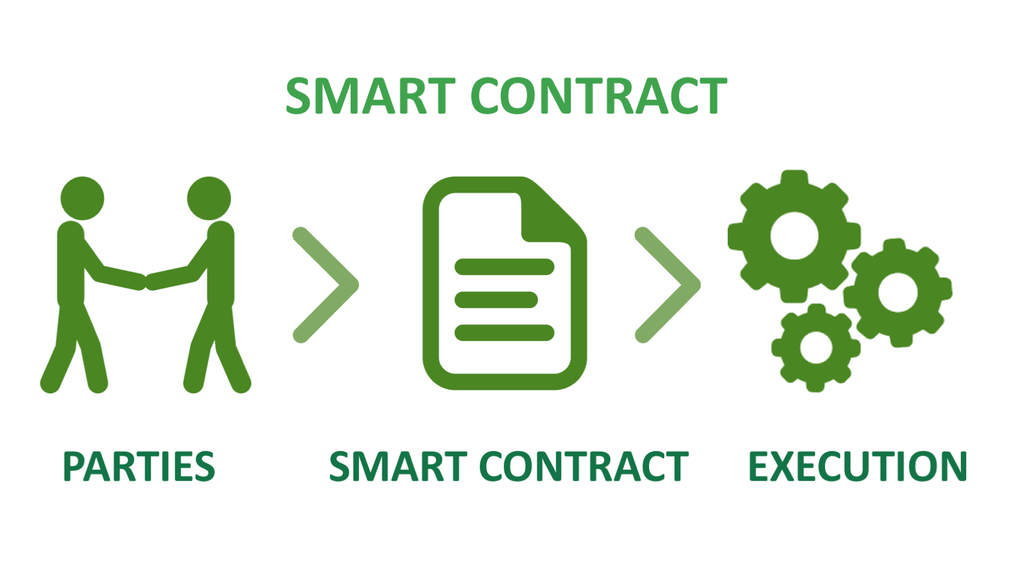 SMART CONTRACT
PARTIES
SMART CONTRACT
EXECUTION